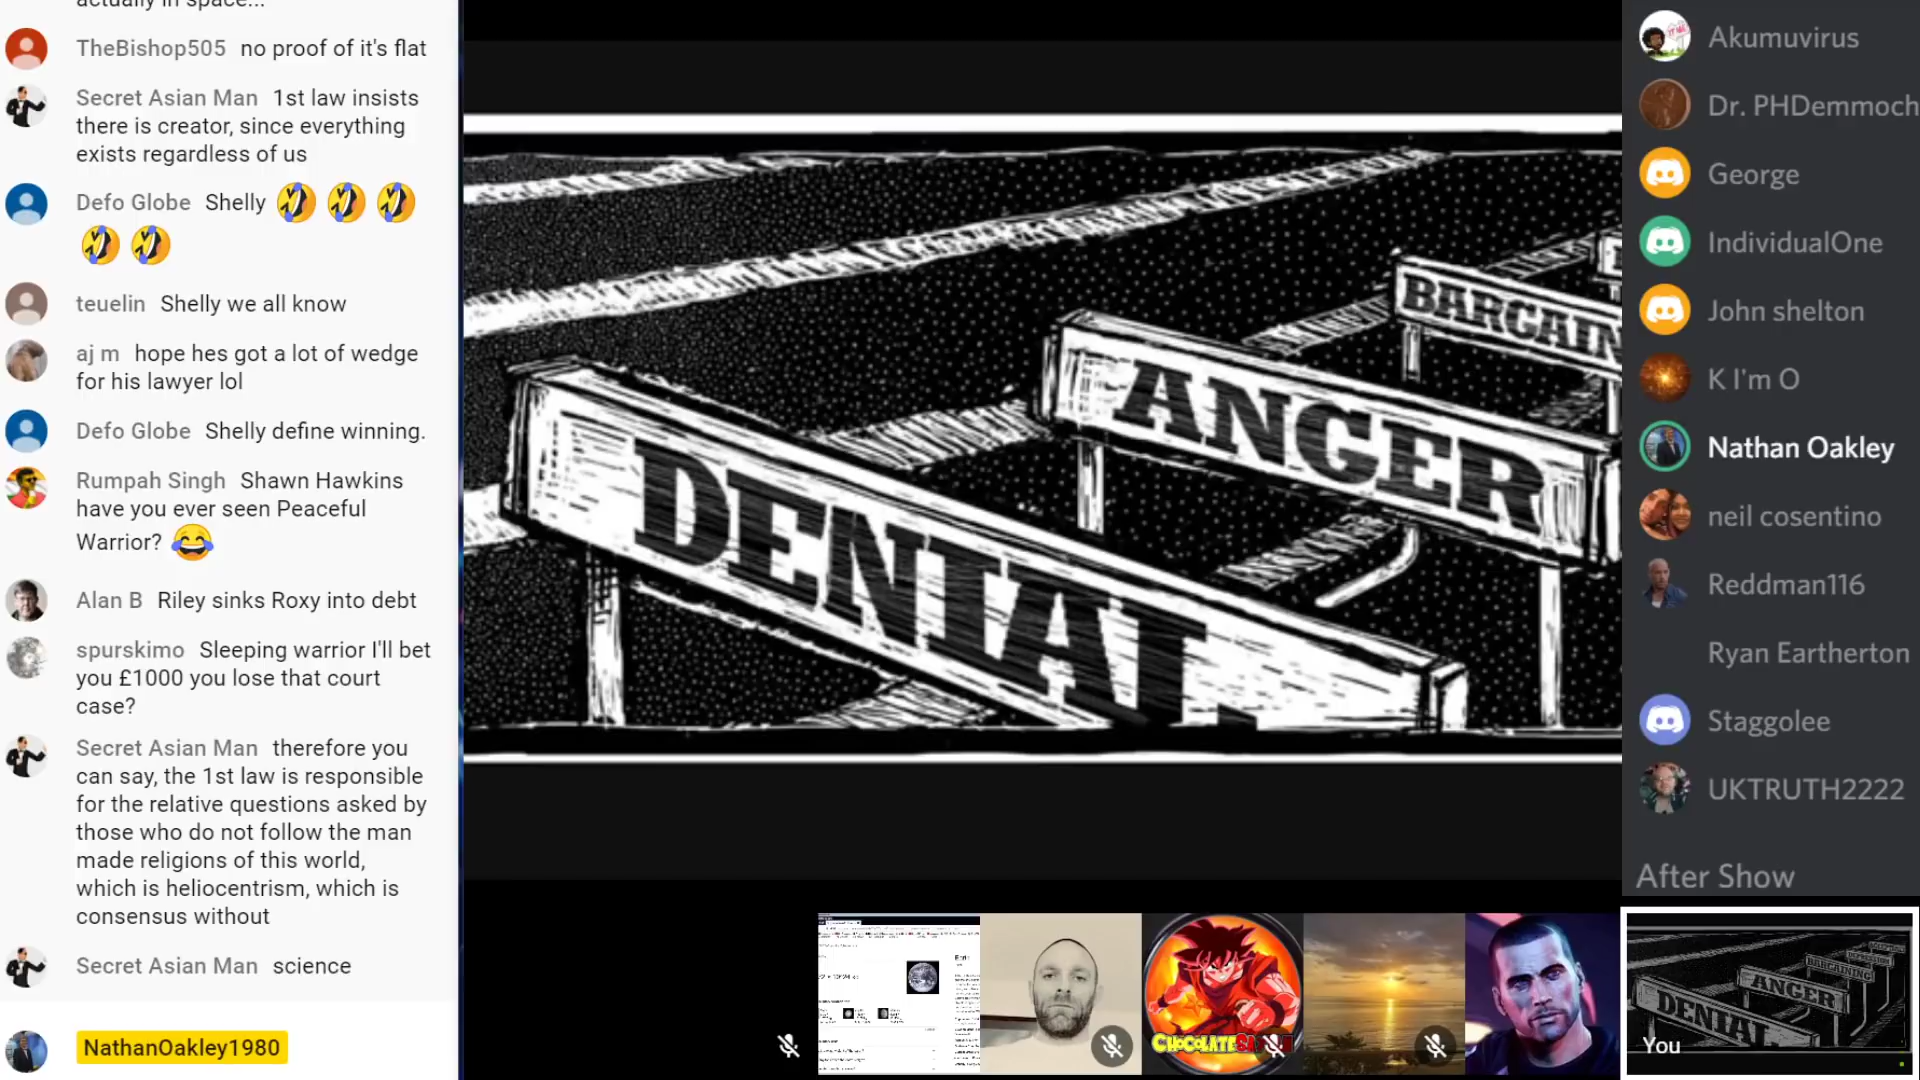 actually in space...
TheBishop505 no proof of it's flat
Secret Asian Man 1st law insists
there is creator, since everything
exists regardless of us
Defo Globe Shelly
teuelin Shelly we all know
aj m hope hes got a lot of wedge
for his lawyer lol
Defo Globe Shelly define winning.
Rumpah Singh Shawn Hawkins
have you ever seen Peaceful
Warrior?
Alan B Riley sinks Roxy into debt
spurskimo Sleeping warrior I'll bet
you £1000 you lose that court
case?
Secret Asian Man therefore you
can say, the 1st law is responsible
for the relative questions asked by
those who do not follow the man
made religions of this world,
which is heliocentrism, which is
consensus without
Secret Asian Man science
NathanOakley1980
DENIAL
ANGER
BARGAIN
Akumuvirus
Dr. PHDemmoch
George
IndividualOne
John shelton
K I'm O
Nathan Oakley
neil cosentino
Reddman116
Ryan Eartherton
Staggolee
UKTRUTH2222
After Show
DENIAL
ANGER
BARGAINING
You